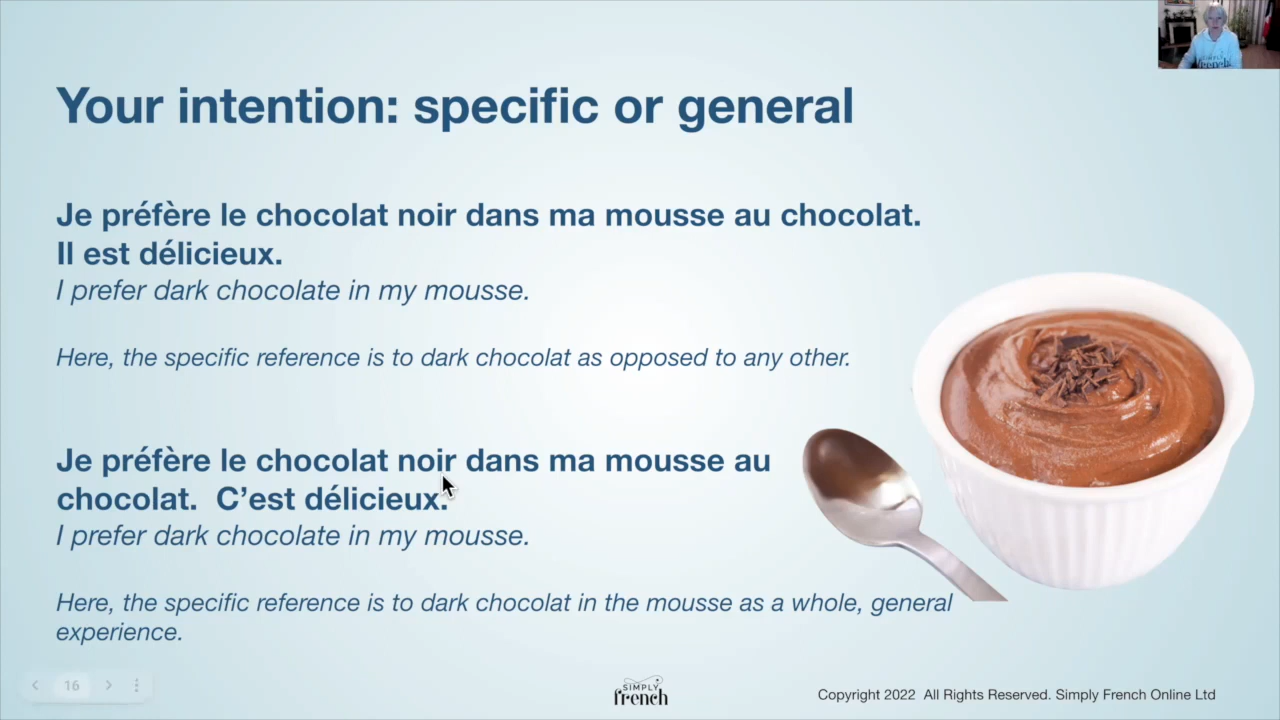 Your intention: specific or general
Je préfère le chocolat noir dans ma mousse au chocolat.
Il est délicieux.
I prefer dark chocolate in my mousse.
Here, the specific reference is to dark chocolat as opposed to any other.
Je préfère le chocolat noir dans ma mousse au
chocolat.  C’est délicieux.
I prefer dark chocolate in my mousse.
Here, the specific reference is to dark chocolat in the mousse as a whole, general
experience.
16
SIMPLY
french
Copyright 2022  All Rights Reserved. Simply French Online Ltd